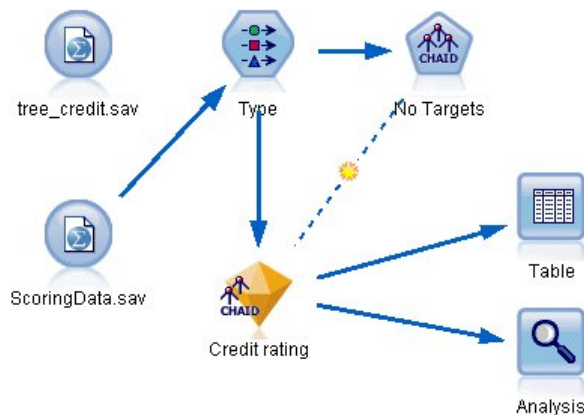 CHAID
tree_credit.sav
Type
No Targets
ScoringData.sav
CHAID
Credit rating
Table
Analysis